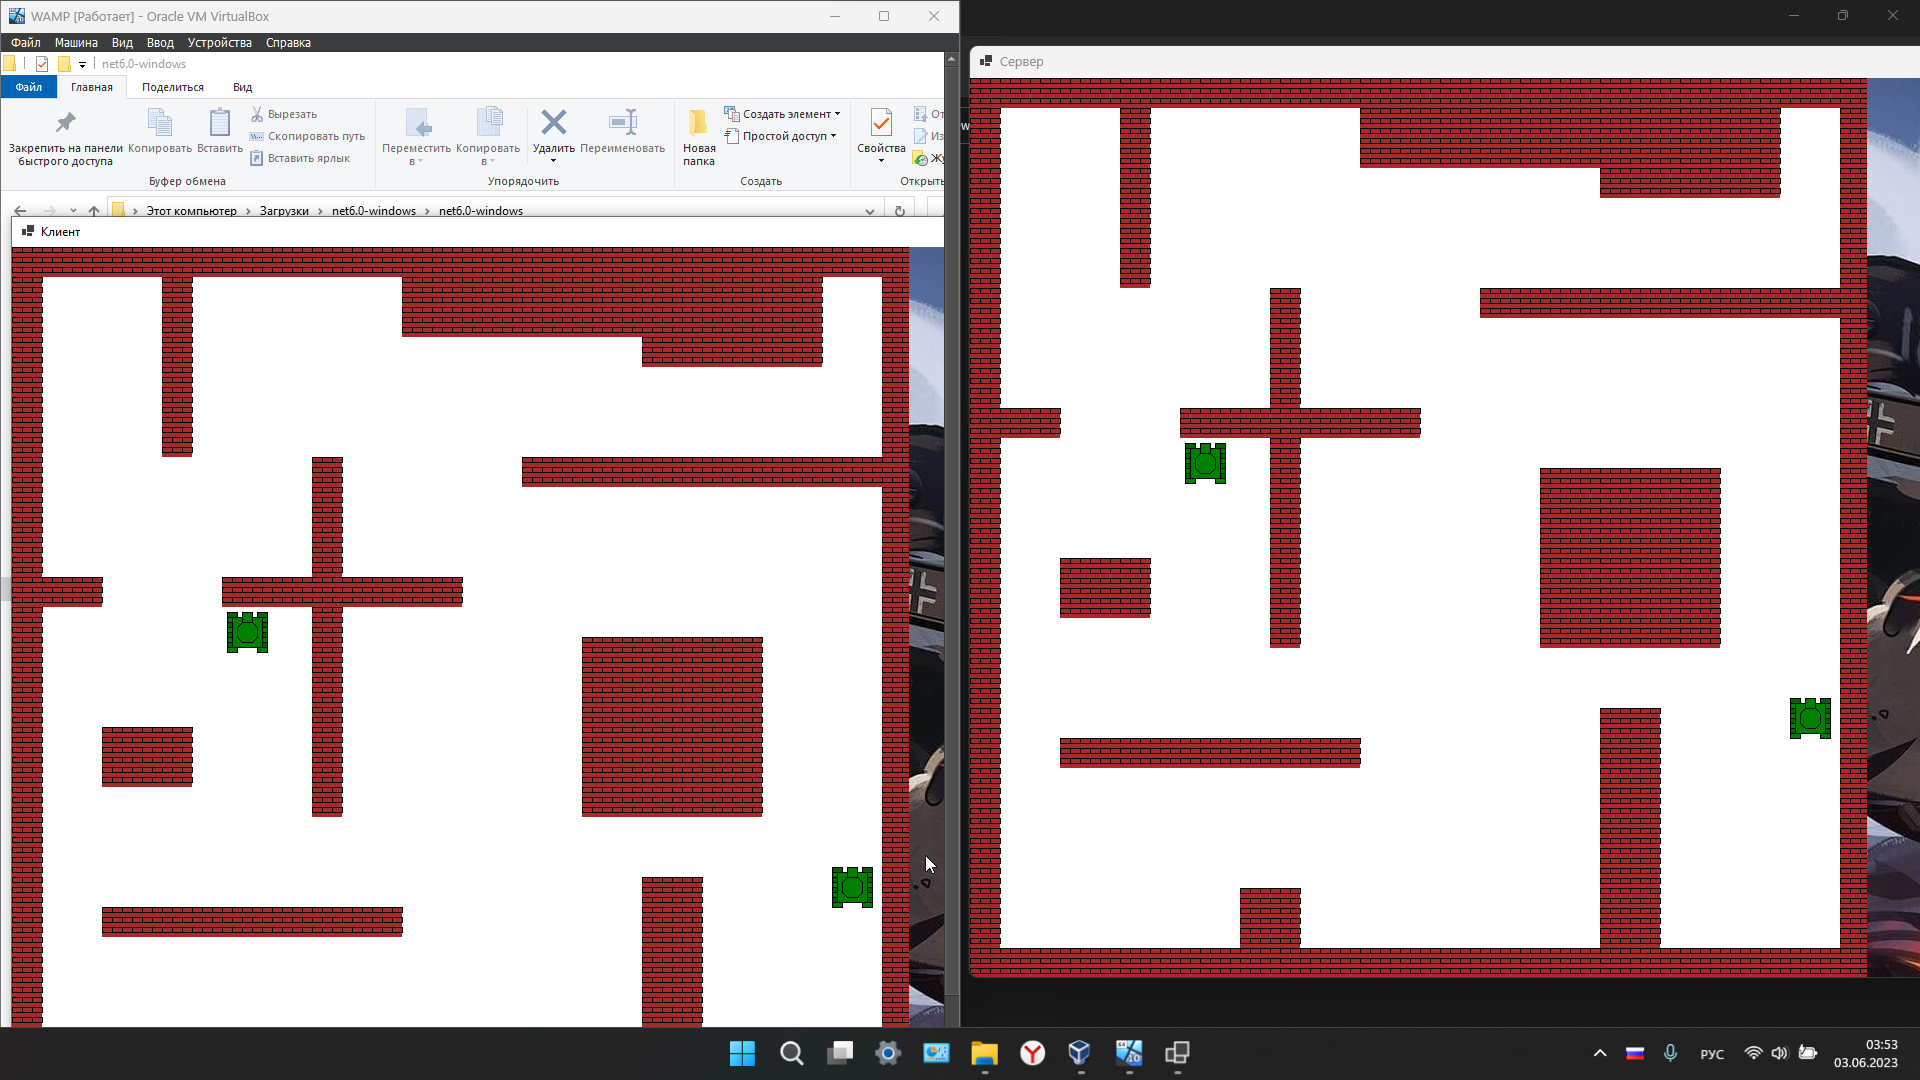 WAMP [Работает] - Oracle VM VirtualBox
Файл Машина Вид Ввод Устройства Справка
net6.0-windows
Файл Главная Поделиться Вид
Закрепить на панели быстрого доступа
Копировать
Вставить
Вырезать
Скопировать путь
Вставить ярлык
Буфер обмена
Переместить в
Копировать в
Удалить
Переименовать
Упорядочить
Новая папка
Создать элемент
Простой доступ
Создать
Свойства
От
Из
Жу
Открыть
Этот компьютер > Загрузки > net6.0-windows > net6.0-windows
Клиент
Сервер
w
РУС
03:53
03.06.2023